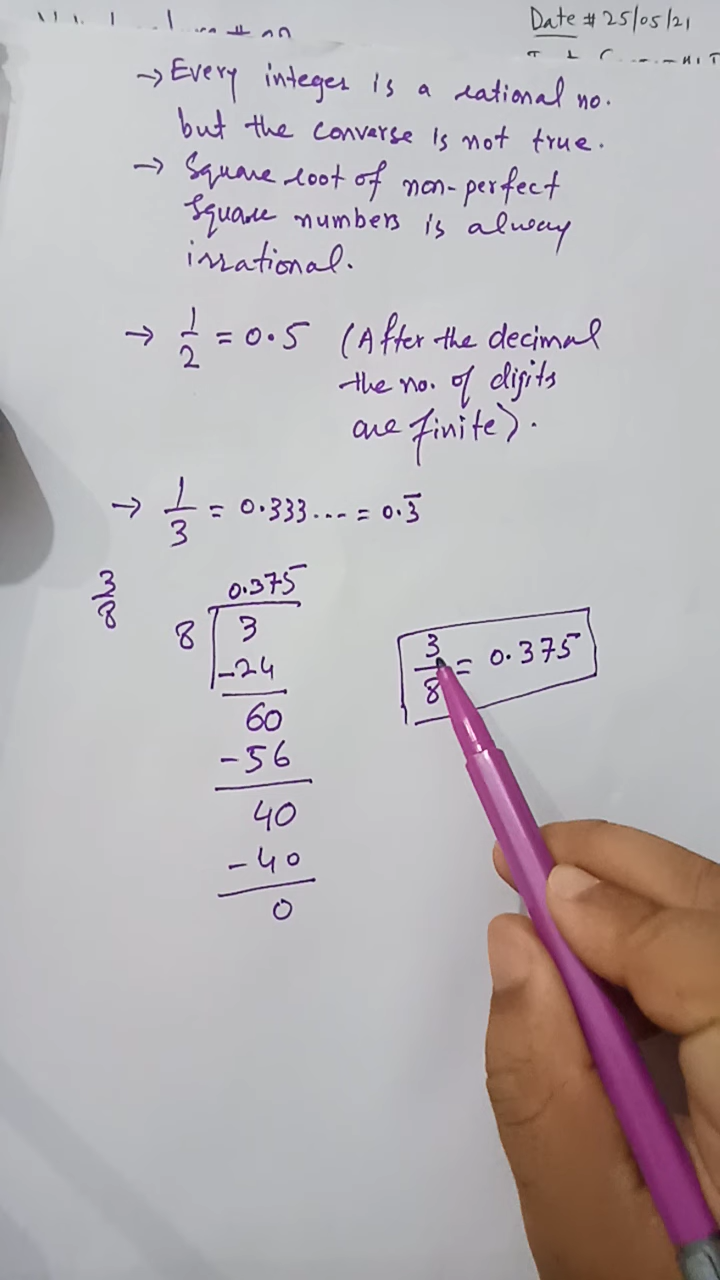 Date # 25/05/21
→ Every integer is a rational no.
but the converse is not true.
→ Square root of non-perfect
Square numbers is alway
irrational.
→ 1/2 = 0.5 (After the decimal
the no. of digits
are finite).
→ 1/3 = 0.333... = 0.3̅
3/8
0.375
8 3
-24
60
-56
40
-40
0
3/8 = 0.375